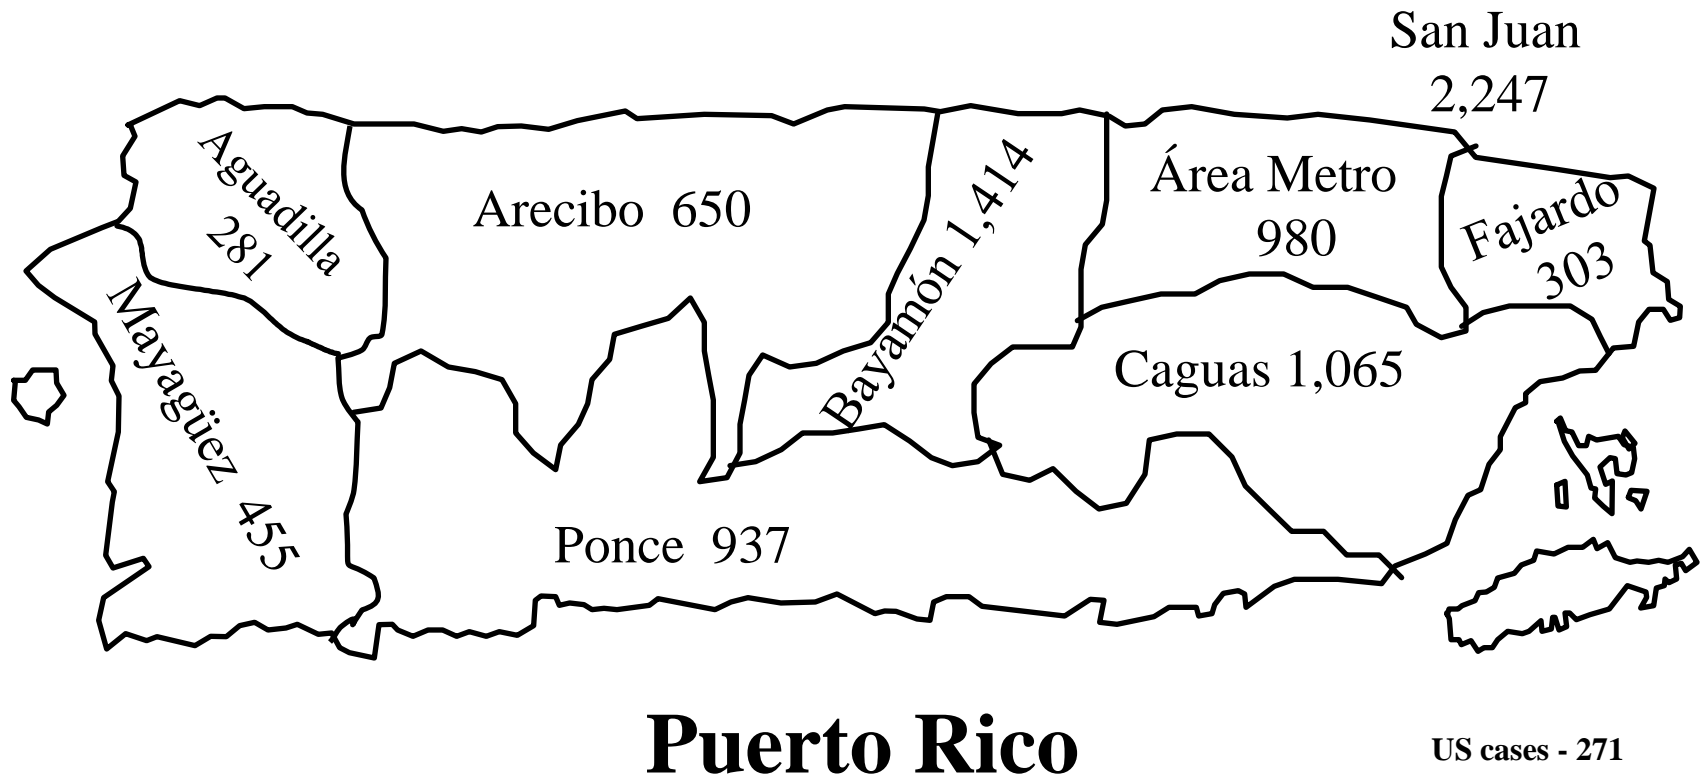 San Juan
2,247
Aguadilla
281
Arecibo 650
Bayamón 1,414
Área Metro
980
Fajardo
303
Mayagüez 455
Caguas 1,065
Ponce 937
Puerto Rico
US cases - 271